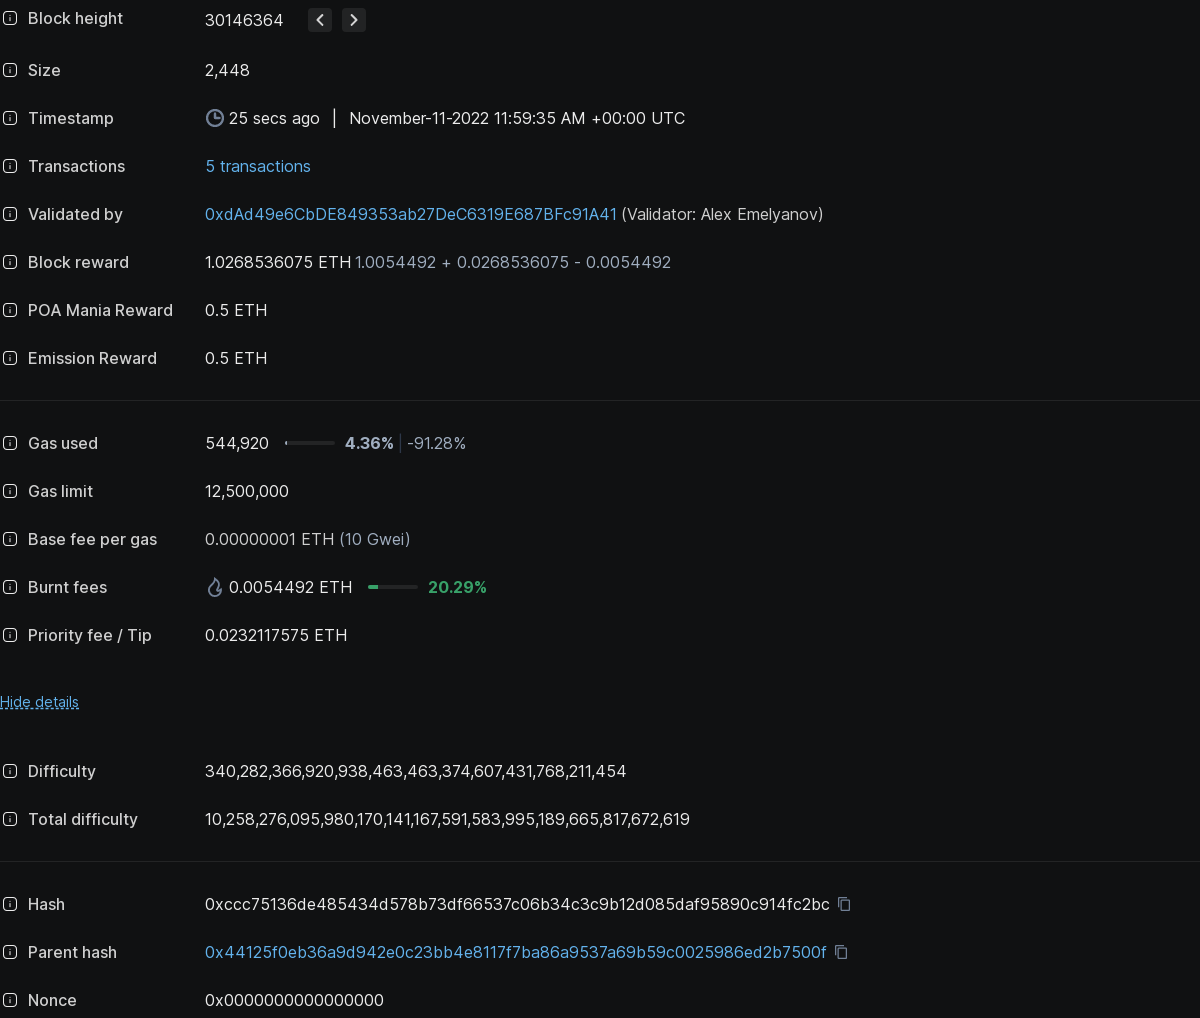 Block height 30146364
Size 2,448
Timestamp 25 secs ago | November-11-2022 11:59:35 AM +00:00 UTC
Transactions 5 transactions
Validated by 0xdAd49e6CbDE849353ab27DeC6319E687BFc91A41 (Validator: Alex Emelyanov)
Block reward 1.0268536075 ETH 1.0054492 + 0.0268536075 - 0.0054492
POA Mania Reward 0.5 ETH
Emission Reward 0.5 ETH
Gas used 544,920 4.36% | -91.28%
Gas limit 12,500,000
Base fee per gas 0.00000001 ETH (10 Gwei)
Burnt fees 0.0054492 ETH 20.29%
Priority fee / Tip 0.0232117575 ETH
Hide details
Difficulty 340,282,366,920,938,463,463,374,607,431,768,211,454
Total difficulty 10,258,276,095,980,170,141,167,591,583,995,189,665,817,672,619
Hash 0xccc75136de485434d578b73df66537c06b34c3c9b12d085daf95890c914fc2bc
Parent hash 0x44125f0eb36a9d942e0c23bb4e8117f7ba86a9537a69b59c0025986ed2b7500f
Nonce 0x0000000000000000